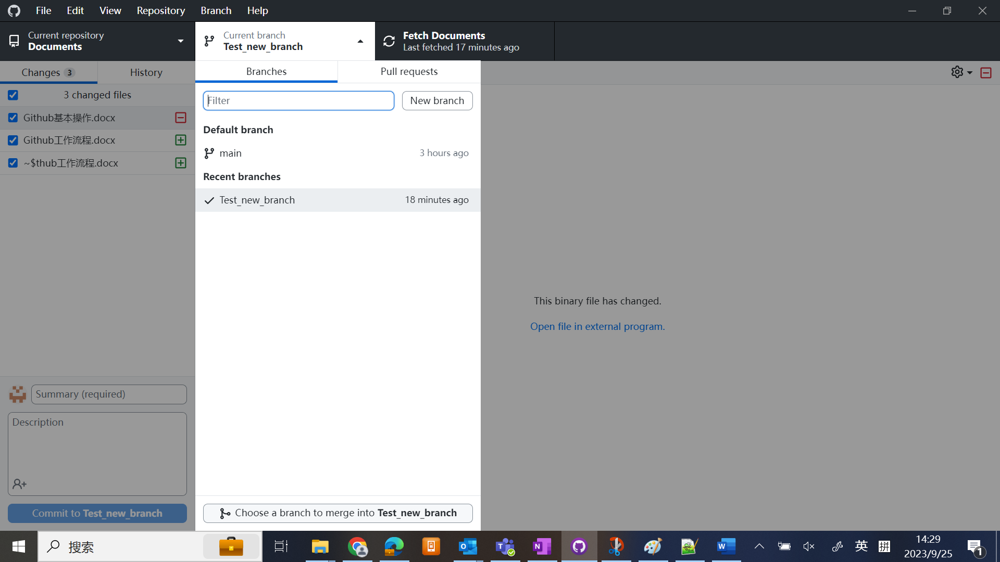 File Edit View Repository Branch Help
Current repository
Documents
Current branch
Test_new_branch
Fetch Documents
Last fetched 17 minutes ago
Changes 3
History
Branches
Pull requests
3 changed files
Filter
New branch
Github基本操作.docx
Github工作流程.docx
~$thub工作流程.docx
Default branch
main
3 hours ago
Recent branches
Test_new_branch
18 minutes ago
This binary file has changed.
Open file in external program.
Summary (required)
Description
Commit to Test_new_branch
Choose a branch to merge into Test_new_branch
搜索
英
拼
14:29
2023/9/25
1